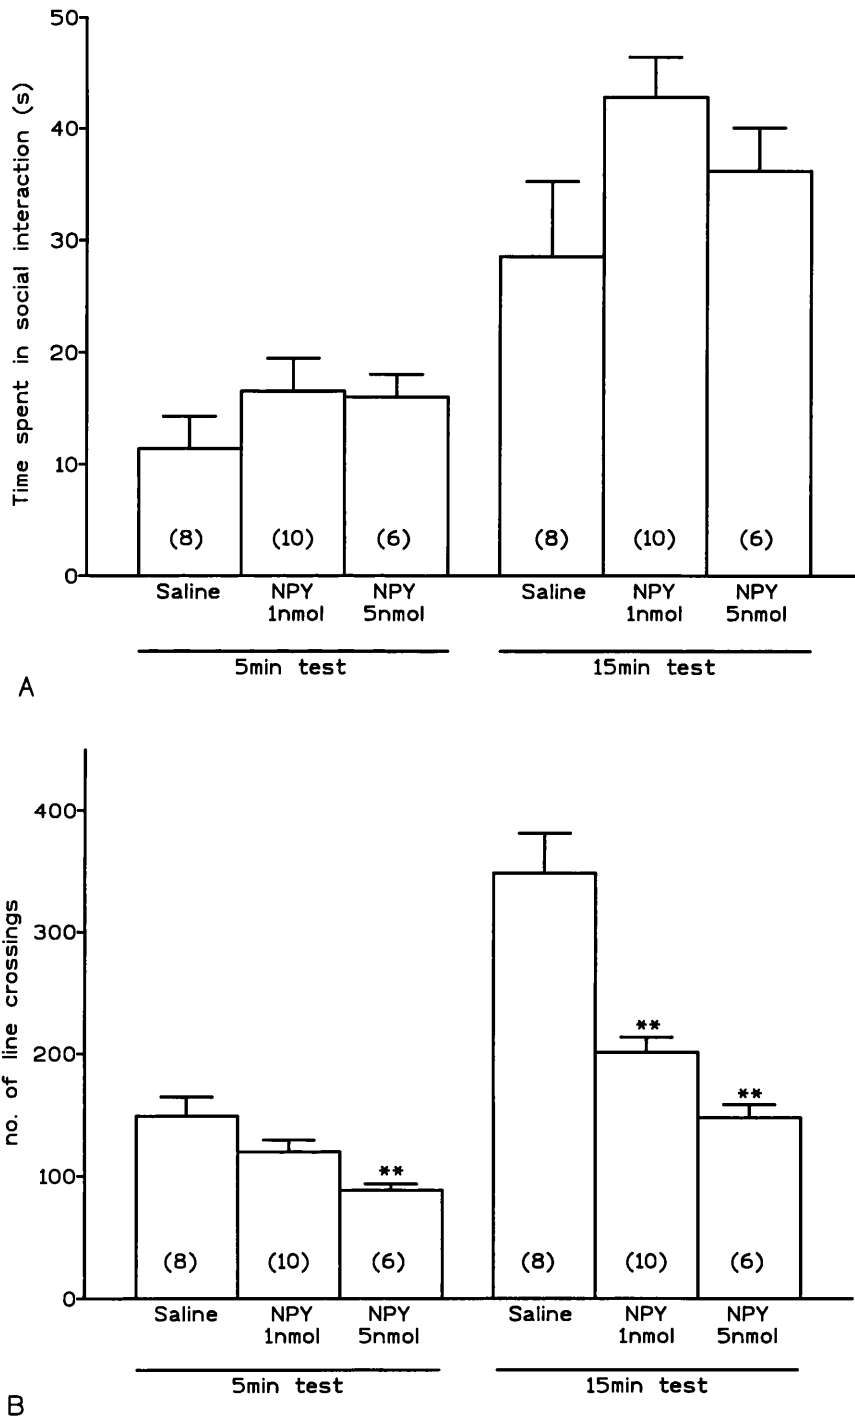 50
40
30
20
10
0
Time spent in social interaction (s)
(8) (10) (6) (8) (10) (6)
Saline NPY NPY Saline NPY NPY
1nmol 5nmol 1nmol 5nmol
5min test 15min test
A
400
300
200
100
0
no. of line crossings
**
**
**
(8) (10) (6) (8) (10) (6)
Saline NPY NPY Saline NPY NPY
1nmol 5nmol 1nmol 5nmol
5min test 15min test
B